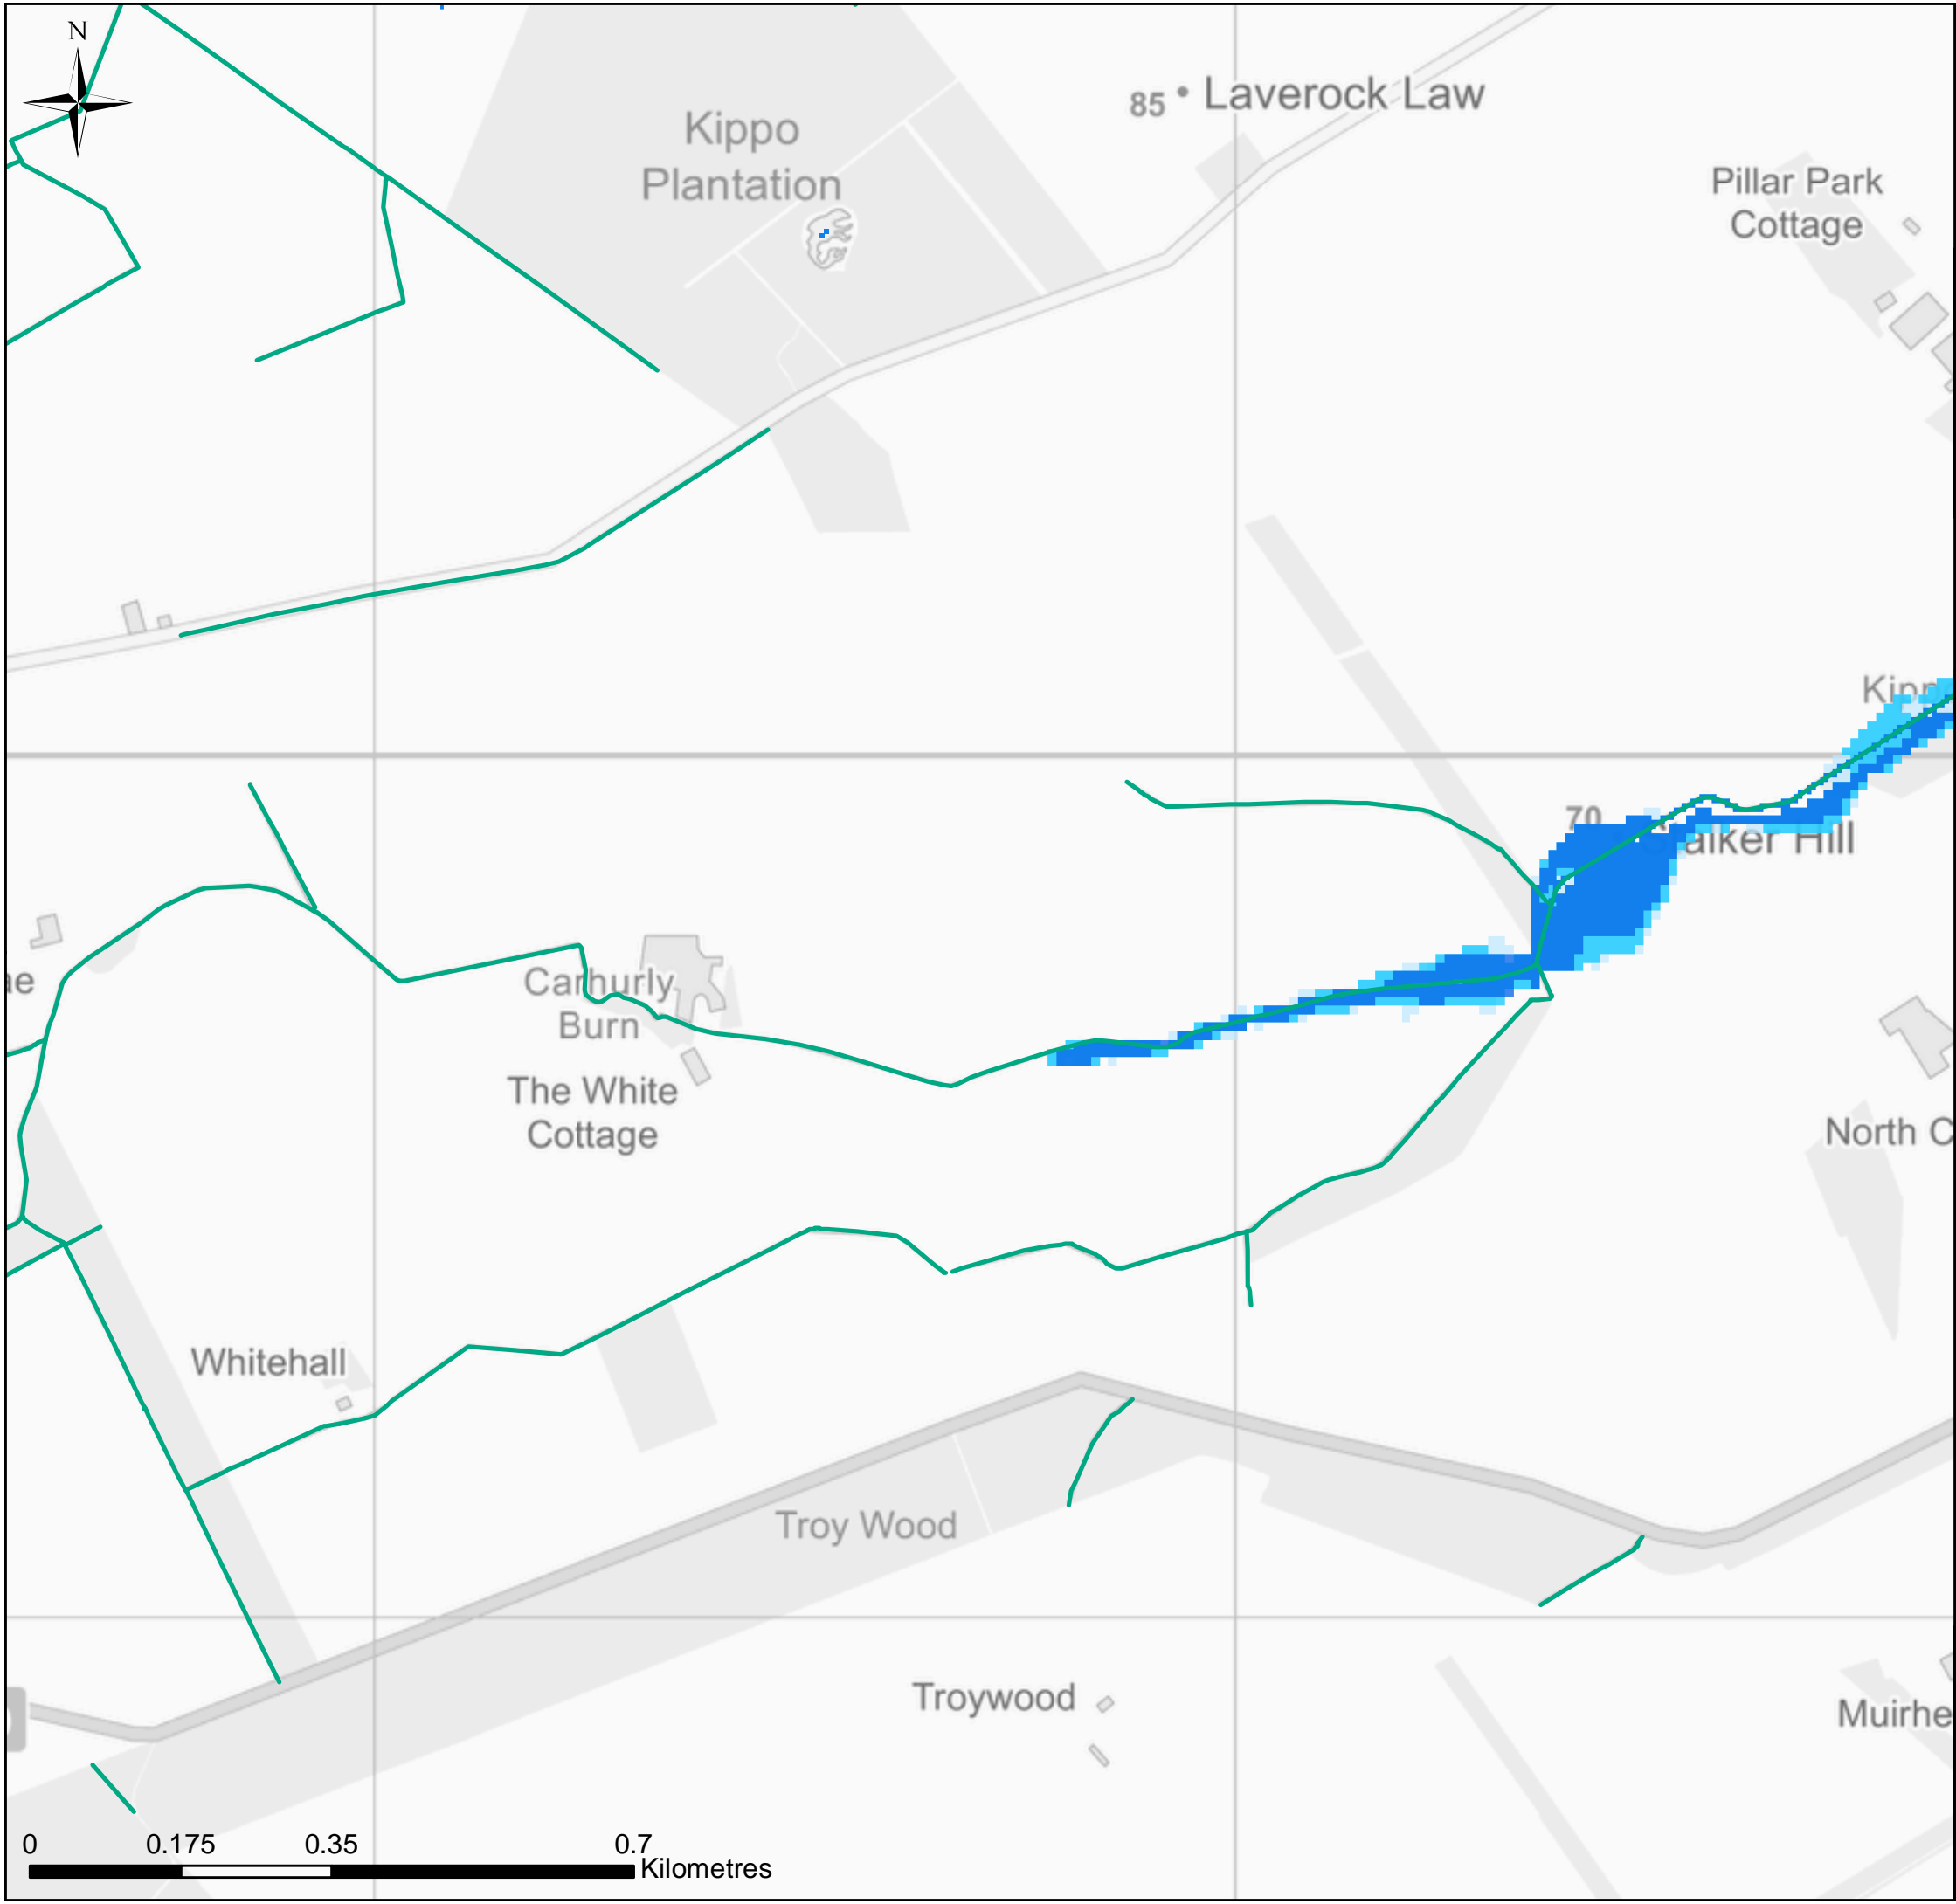 N
85 • Laverock Law
Kippo
Plantation
Pillar Park
Cottage
70
Hill
Carhurly
Burn
The White
Cottage
North C
Whitehall
Troy Wood
Troywood
Muirhe
0 0.175 0.35 0.7
Kilometres